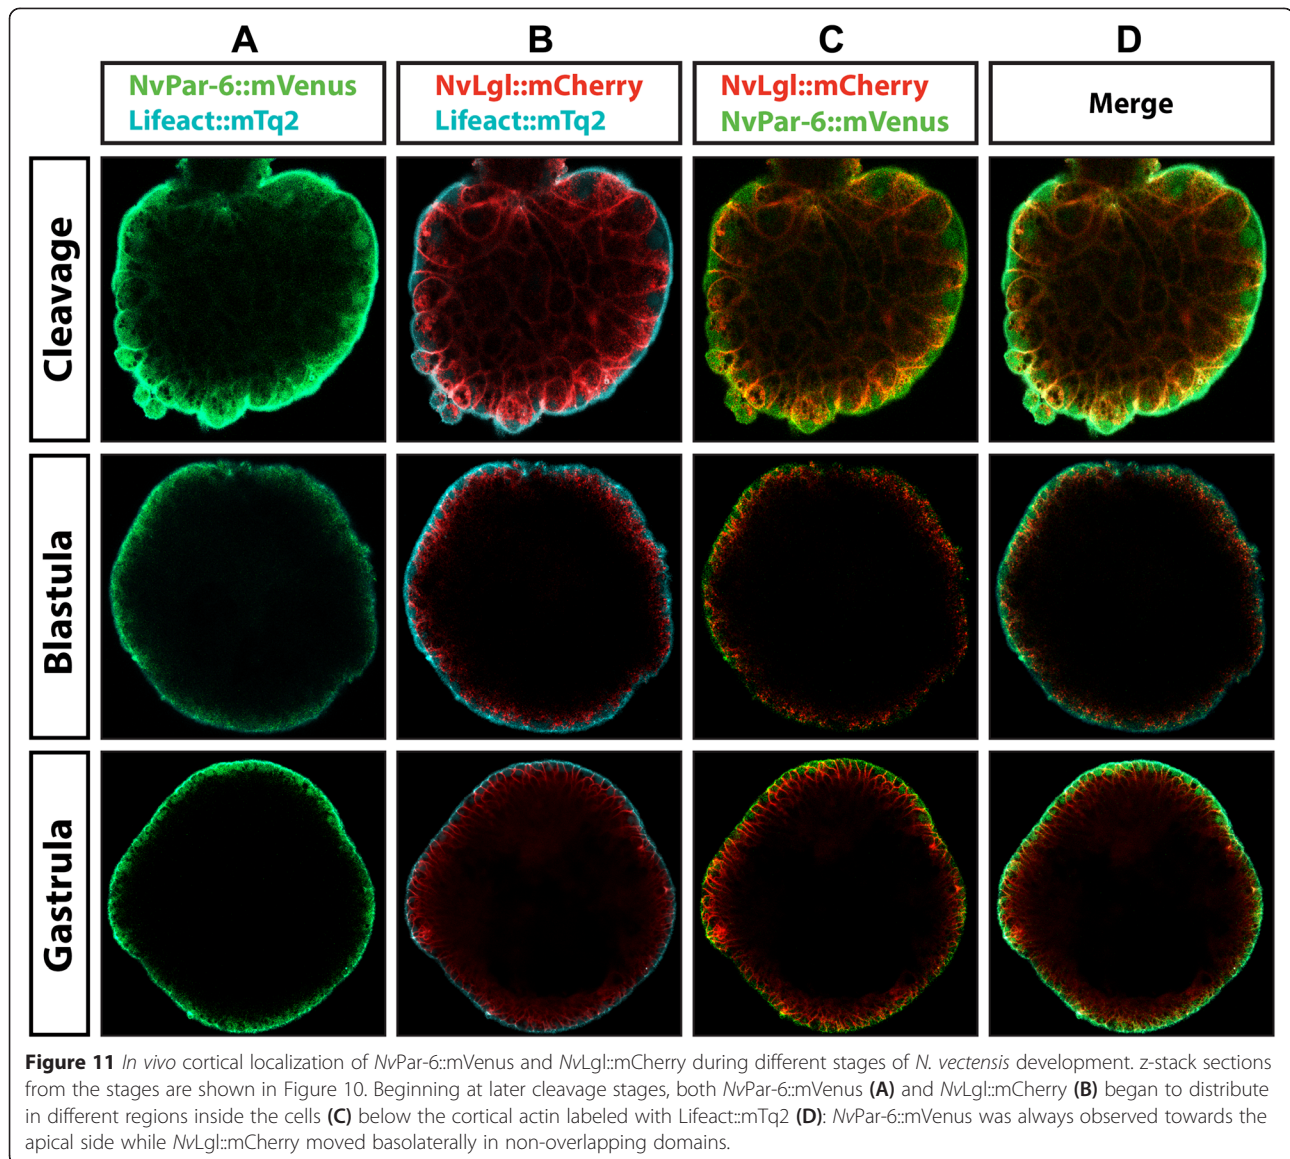 A B C D
NvPar-6::mVenus NvLgl::mCherry NvLgl::mCherry Merge
Lifeact::mTq2 Lifeact::mTq2 NvPar-6::mVenus
Cleavage
Blastula
Gastrula
Figure 11 In vivo cortical localization of NvPar-6::mVenus and NvLgl::mCherry during different stages of N. vectensis development. z-stack sections
from the stages are shown in Figure 10. Beginning at later cleavage stages, both NvPar-6::mVenus (A) and NvLgl::mCherry (B) began to distribute
in different regions inside the cells (C) below the cortical actin labeled with Lifeact::mTq2 (D): NvPar-6::mVenus was always observed towards the
apical side while NvLgl::mCherry moved basolaterally in non-overlapping domains.